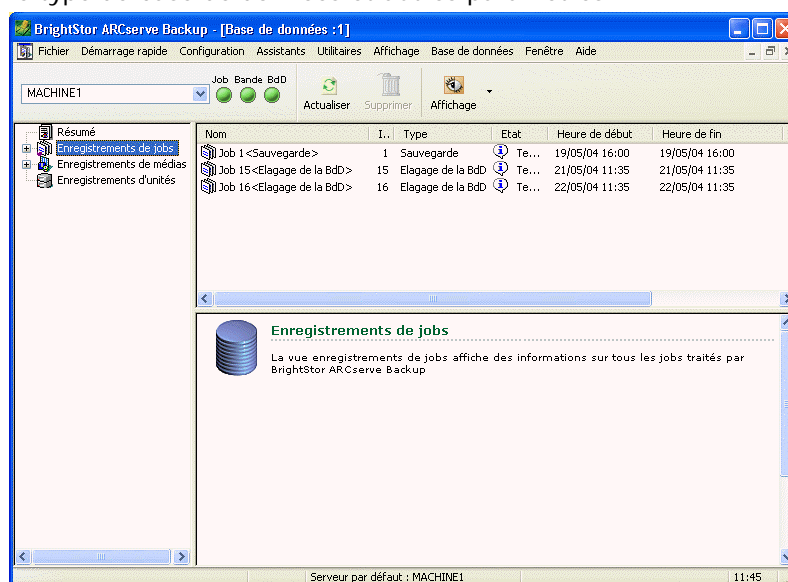 BrightStor ARCserve Backup - [Base de données :1]
Fichier Démarrage rapide Configuration Assistants Utilitaires Affichage Base de données Fenêtre Aide
MACHINE1
Job Bande BdD
Actualiser Supprimer Affichage
Résumé
Enregistrements de jobs
Enregistrements de médias
Enregistrements d'unités
Nom I.. Type Etat Heure de début Heure de fin
Job 1<Sauvegarde> 1 Sauvegarde Te... 19/05/04 16:00 19/05/04 16:00
Job 15<Elagage de la BdD> 15 Elagage de la BdD Te... 21/05/04 11:35 21/05/04 11:35
Job 16<Elagage de la BdD> 16 Elagage de la BdD Te... 22/05/04 11:35 22/05/04 11:35
Enregistrements de jobs
La vue enregistrements de jobs affiche des informations sur tous les jobs traités par
BrightStor ARCserve Backup
Serveur par défaut : MACHINE1 11:45